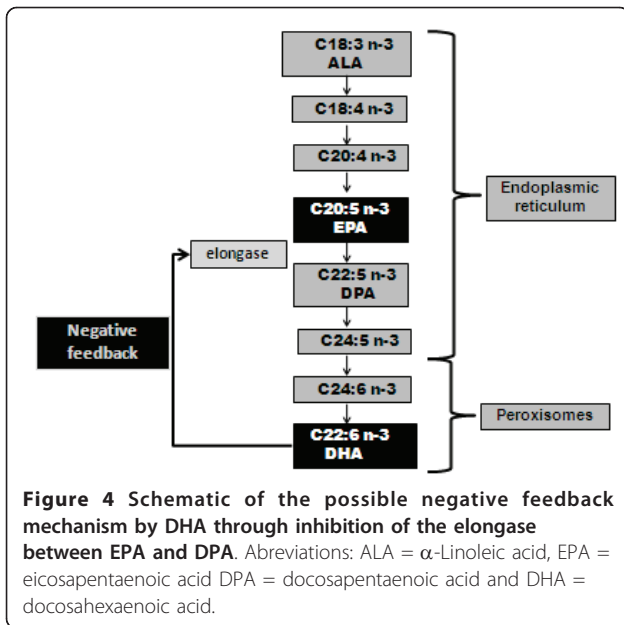 C18:3 n-3
ALA
C18:4 n-3
C20:4 n-3
C20:5 n-3
EPA
elongase
C22:5 n-3
DPA
C24:5 n-3
C24:6 n-3
C22:6 n-3
DHA
Endoplasmic
reticulum
Negative
feedback
Peroxisomes
Figure 4 Schematic of the possible negative feedback
mechanism by DHA through inhibition of the elongase
between EPA and DPA. Abreviations: ALA = α-Linoleic acid, EPA =
eicosapentaenoic acid DPA = docosapentaenoic acid and DHA =
docosahexaenoic acid.